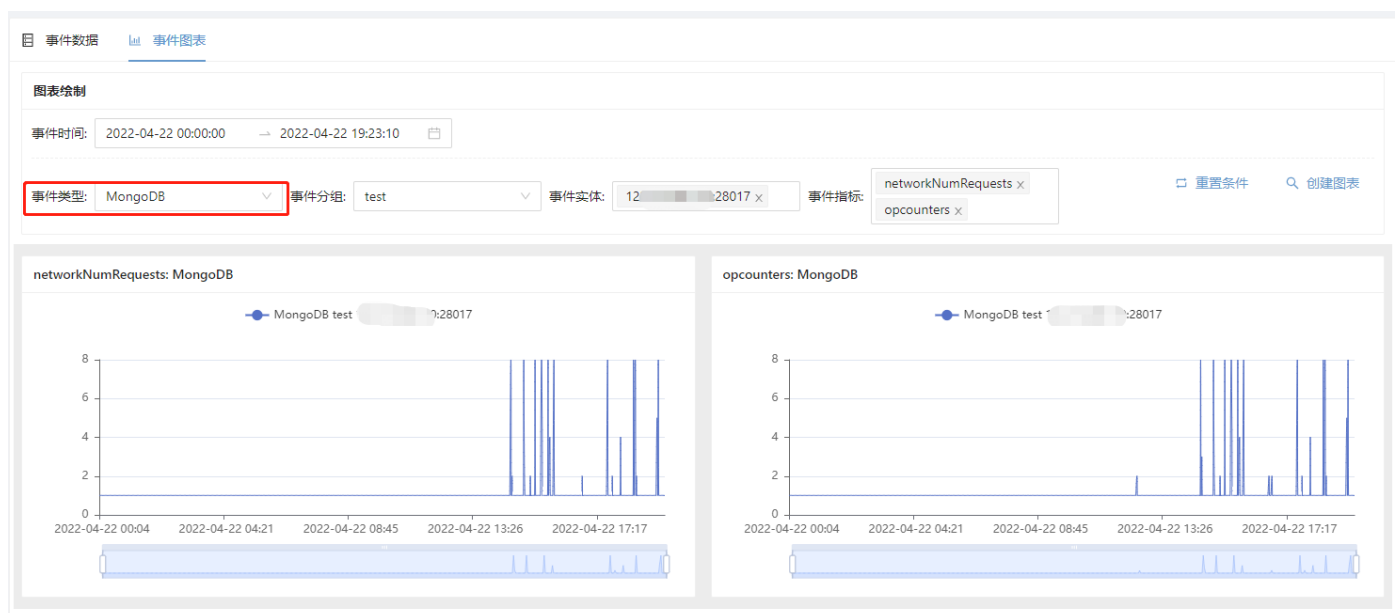 事件数据 事件图表
图表绘制
事件时间: 2022-04-22 00:00:00 → 2022-04-22 19:23:10
事件类型: MongoDB 事件分组: test 事件实体: 12 :28017 x 事件指标: networkNumRequests x 重置条件 创建图表
opcounters x
networkNumRequests: MongoDB
MongoDB test :28017
8
6
4
2
0
2022-04-22 00:04 2022-04-22 04:21 2022-04-22 08:45 2022-04-22 13:26 2022-04-22 17:17
opcounters: MongoDB
MongoDB test :28017
8
6
4
2
0
2022-04-22 00:04 2022-04-22 04:21 2022-04-22 08:45 2022-04-22 13:26 2022-04-22 17:17